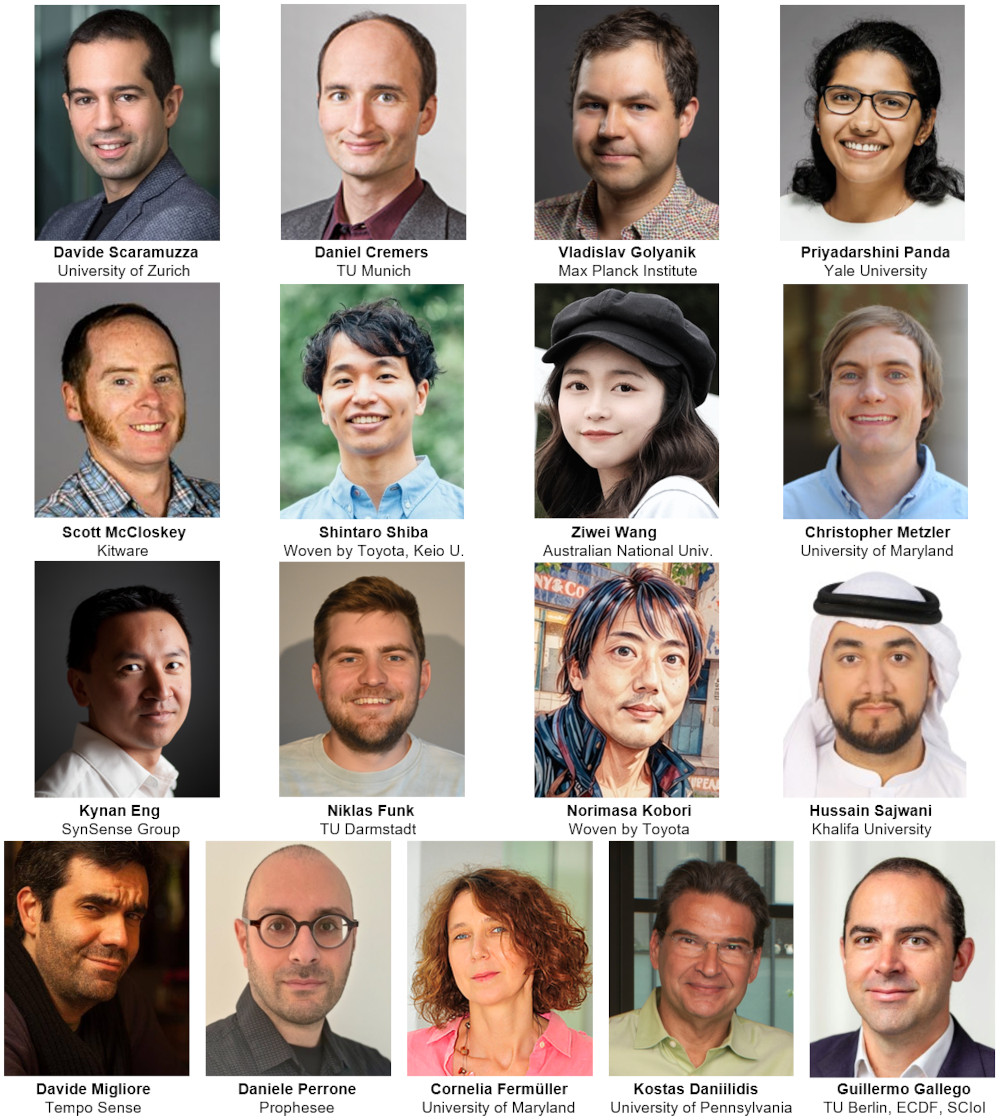 NY & Co
Davide Scaramuzza
University of Zurich
Daniel Cremers
TU Munich
Vladislav Golyanik
Max Planck Institute
Priyadarshini Panda
Yale University
Scott McCloskey
Kitware
Shintaro Shiba
Woven by Toyota, Keio U.
Ziwei Wang
Australian National Univ.
Christopher Metzler
University of Maryland
Kynan Eng
SynSense Group
Niklas Funk
TU Darmstadt
Norimasa Kobori
Woven by Toyota
Hussain Sajwani
Khalifa University
Davide Migliore
Tempo Sense
Daniele Perrone
Prophesee
Cornelia Fermüller
University of Maryland
Kostas Daniilidis
University of Pennsylvania
Guillermo Gallego
TU Berlin, ECDF, SCIoI